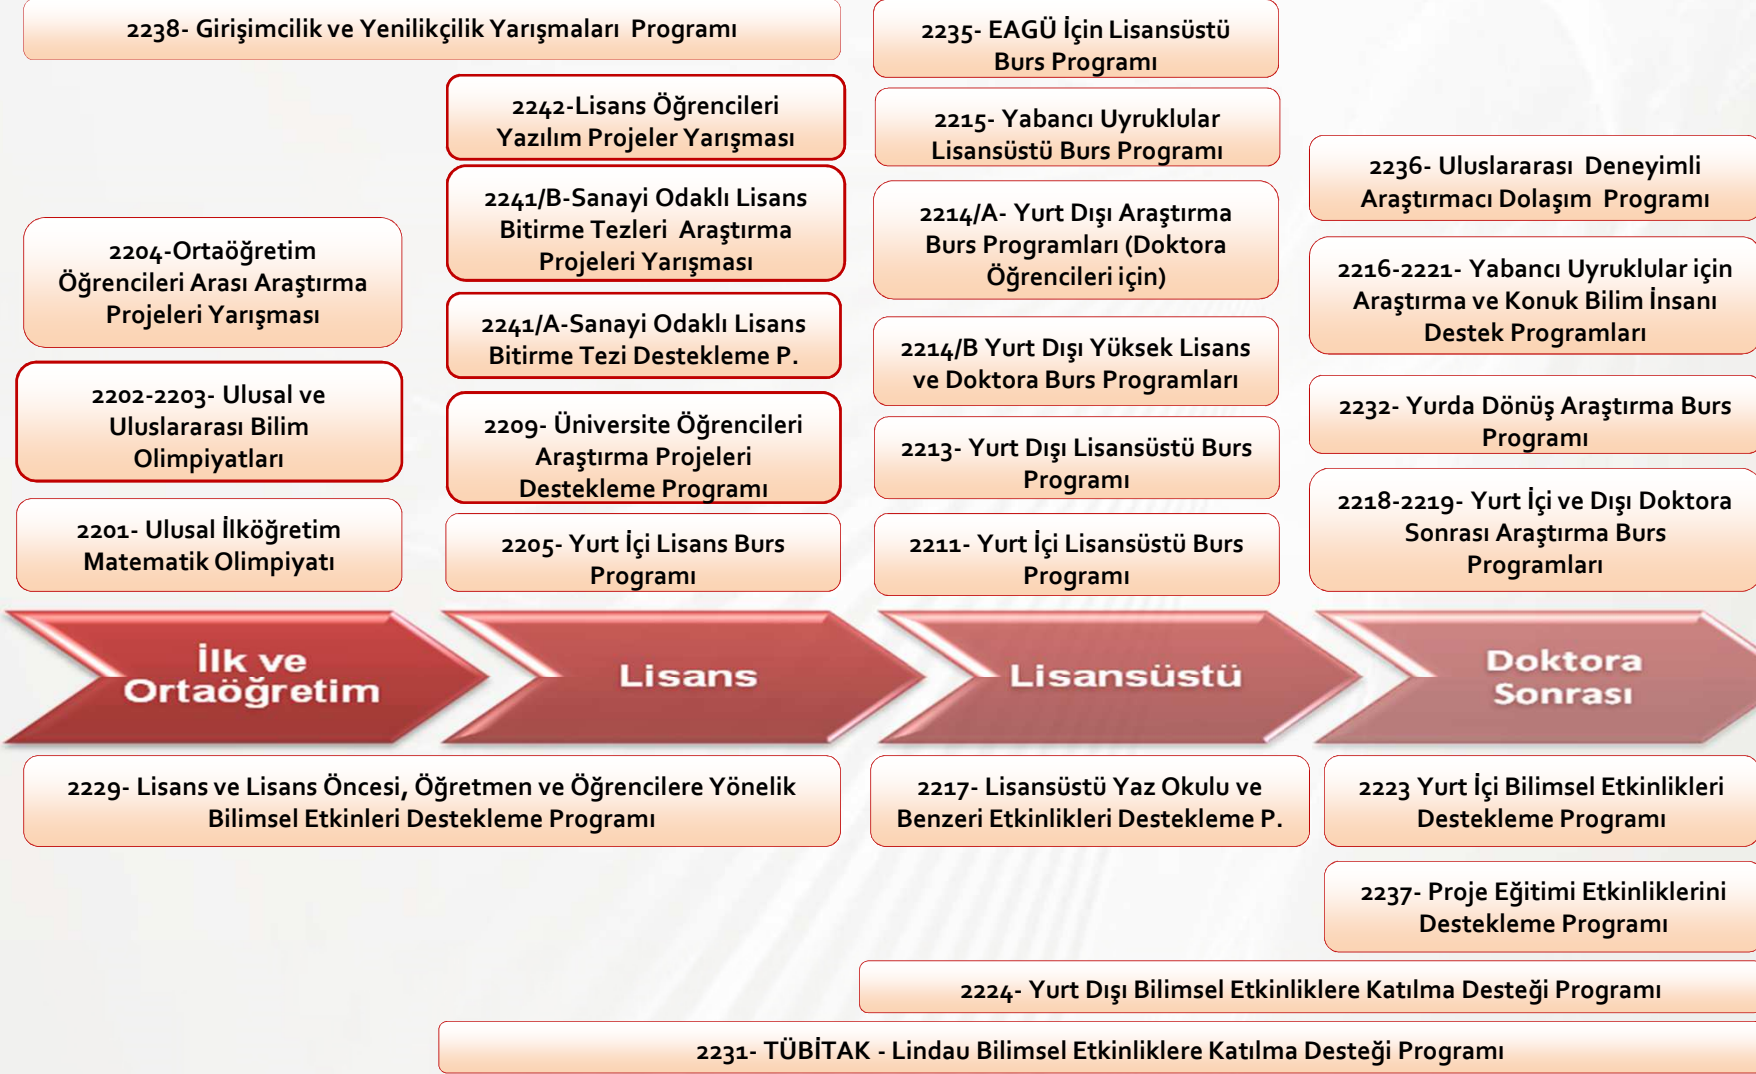 2238- Girişimcilik ve Yenilikçilik Yarışmaları Programı
2204-Ortaöğretim
Öğrencileri Arası Araştırma
Projeleri Yarışması
2202-2203- Ulusal ve
Uluslararası Bilim
Olimpiyatları
2201- Ulusal İlköğretim
Matematik Olimpiyatı
2242-Lisans Öğrencileri
Yazılım Projeler Yarışması
2241/B-Sanayi Odaklı Lisans
Bitirme Tezleri Araştırma
Projeleri Yarışması
2241/A-Sanayi Odaklı Lisans
Bitirme Tezi Destekleme P.
2209- Üniversite Öğrencileri
Araştırma Projeleri
Destekleme Programı
2205- Yurt İçi Lisans Burs
Programı
2235- EAGÜ İçin Lisansüstü
Burs Programı
2215- Yabancı Uyruklular
Lisansüstü Burs Programı
2214/A- Yurt Dışı Araştırma
Burs Programları (Doktora
Öğrencileri için)
2214/B Yurt Dışı Yüksek Lisans
ve Doktora Burs Programları
2213- Yurt Dışı Lisansüstü Burs
Programı
2211- Yurt İçi Lisansüstü Burs
Programı
2236- Uluslararası Deneyimli
Araştırmacı Dolaşım Programı
2216-2221- Yabancı Uyruklular için
Araştırma ve Konuk Bilim İnsanı
Destek Programları
2232- Yurda Dönüş Araştırma Burs
Programı
2218-2219- Yurt İçi ve Dışı Doktora
Sonrası Araştırma Burs
Programları
İlk ve
Ortaöğretim
Lisans
Lisansüstü
Doktora
Sonrası
2229- Lisans ve Lisans Öncesi, Öğretmen ve Öğrencilere Yönelik
Bilimsel Etkinleri Destekleme Programı
2217- Lisansüstü Yaz Okulu ve
Benzeri Etkinlikleri Destekleme P.
2223 Yurt İçi Bilimsel Etkinlikleri
Destekleme Programı
2237- Proje Eğitimi Etkinliklerini
Destekleme Programı
2224- Yurt Dışı Bilimsel Etkinliklere Katılma Desteği Programı
2231- TÜBİTAK - Lindau Bilimsel Etkinliklere Katılma Desteği Programı